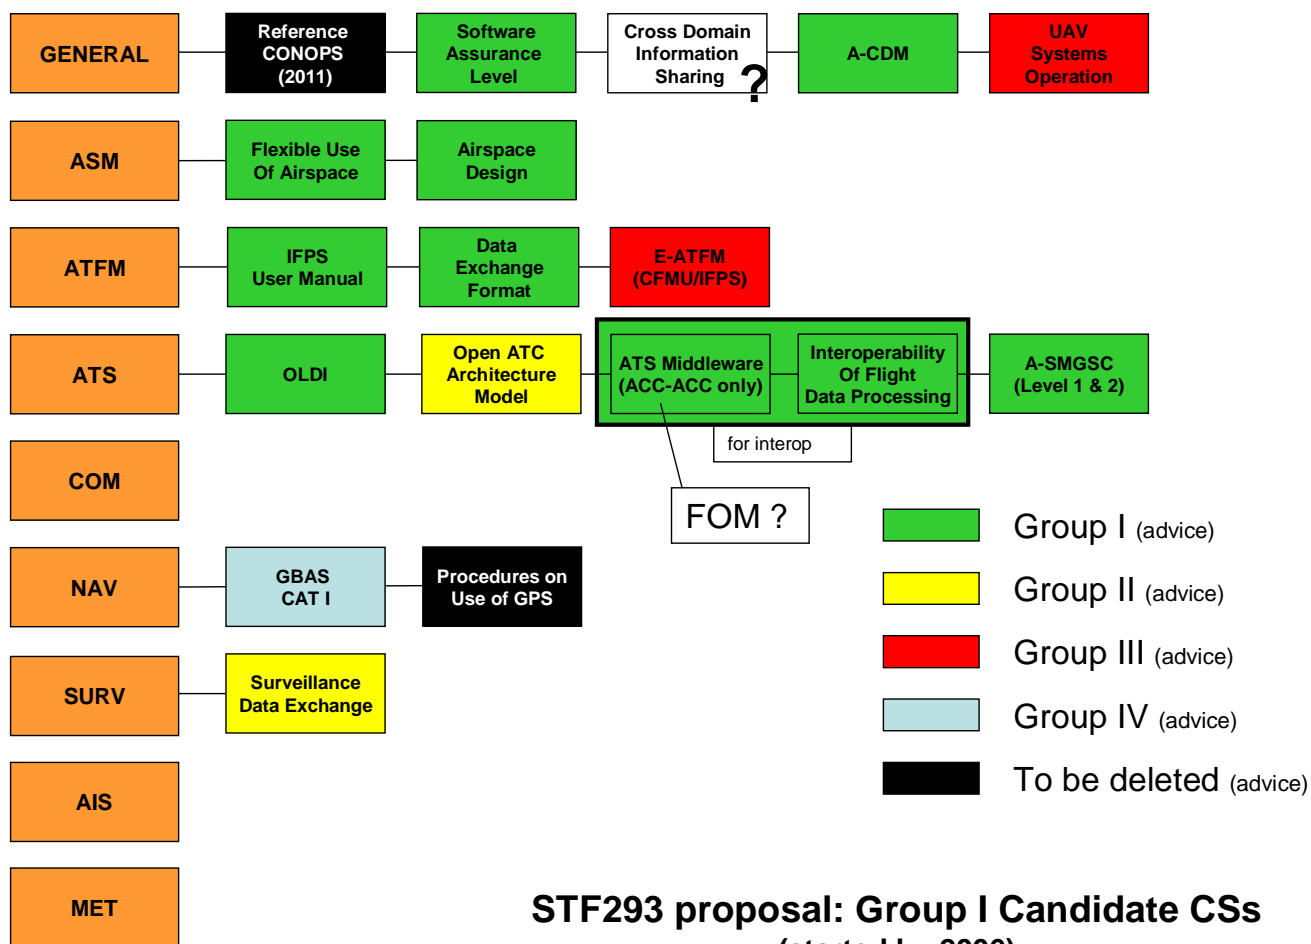 GENERAL
Reference
CONOPS
(2011)
Software
Assurance
Level
Cross Domain
Information
Sharing
?
A-CDM
UAV
Systems
Operation
ASM
Flexible Use
Of Airspace
Airspace
Design
ATFM
IFPS
User Manual
Data
Exchange
Format
E-ATFM
(CFMU/IFPS)
ATS
OLDI
Open ATC
Architecture
Model
ATS Middleware
(ACC-ACC only)
Interoperability
Of Flight
Data Processing
A-SMGSC
(Level 1 & 2)
for interop
COM
FOM ?
NAV
GBAS
CAT I
Procedures on
Use of GPS
SURV
Surveillance
Data Exchange
AIS
MET
Group I (advice)
Group II (advice)
Group III (advice)
Group IV (advice)
To be deleted (advice)
STF293 proposal: Group I Candidate CSs